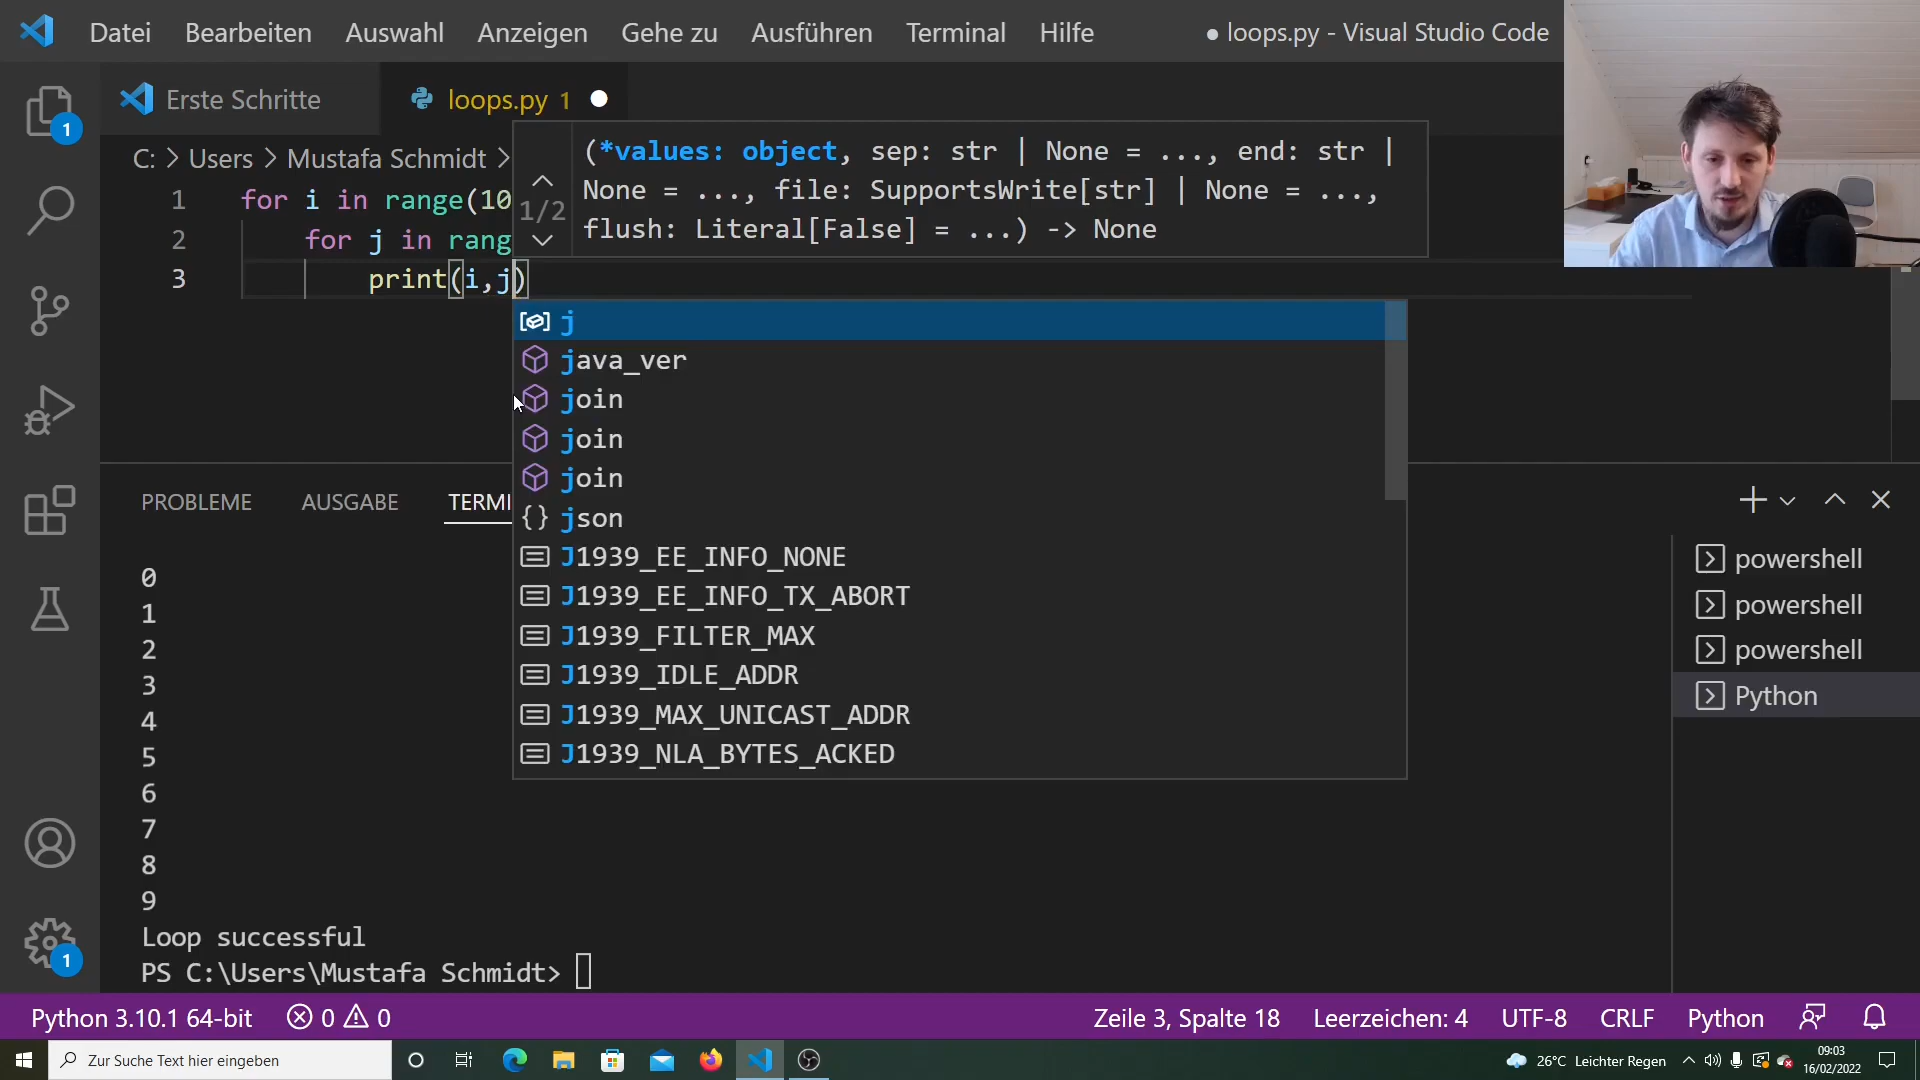 Datei Bearbeiten Auswahl Anzeigen Gehe zu Ausführen Terminal Hilfe ● loops.py - Visual Studio Code
Erste Schritte loops.py 1
C: > Users > Mustafa Schmidt >
(*values: object, sep: str | None = ..., end: str |
None = ..., file: SupportsWrite[str] | None = ...,
flush: Literal[False] = ...) -> None
1/2
1 for i in range(10
2 for j in rang
3 print(i,j)
j
java_ver
join
join
join
json
J1939_EE_INFO_NONE
J1939_EE_INFO_TX_ABORT
J1939_FILTER_MAX
J1939_IDLE_ADDR
J1939_MAX_UNICAST_ADDR
J1939_NLA_BYTES_ACKED
PROBLEME AUSGABE TERMI
0
1
2
3
4
5
6
7
8
9
Loop successful
PS C:\Users\Mustafa Schmidt>
powershell
powershell
powershell
Python
1
1
Python 3.10.1 64-bit 0 0 Zeile 3, Spalte 18 Leerzeichen: 4 UTF-8 CRLF Python
Zur Suche Text hier eingeben 26°C Leichter Regen 09:03
16/02/2022